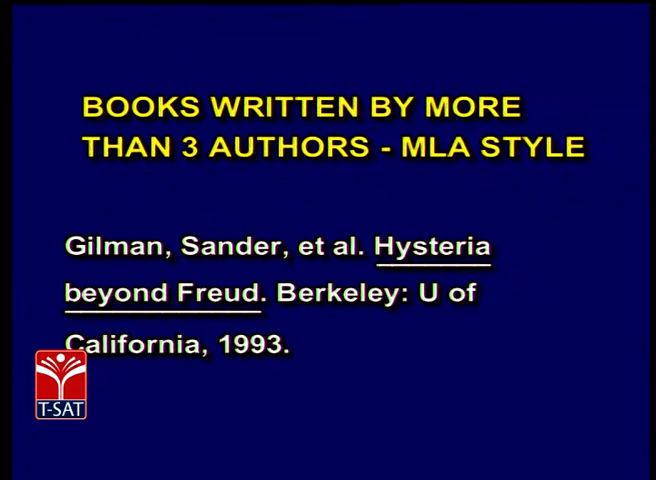 BOOKS WRITTEN BY MORE
THAN 3 AUTHORS - MLA STYLE
Gilman, Sander, et al. Hysteria
beyond Freud. Berkeley: U of
California, 1993.
T-SAT